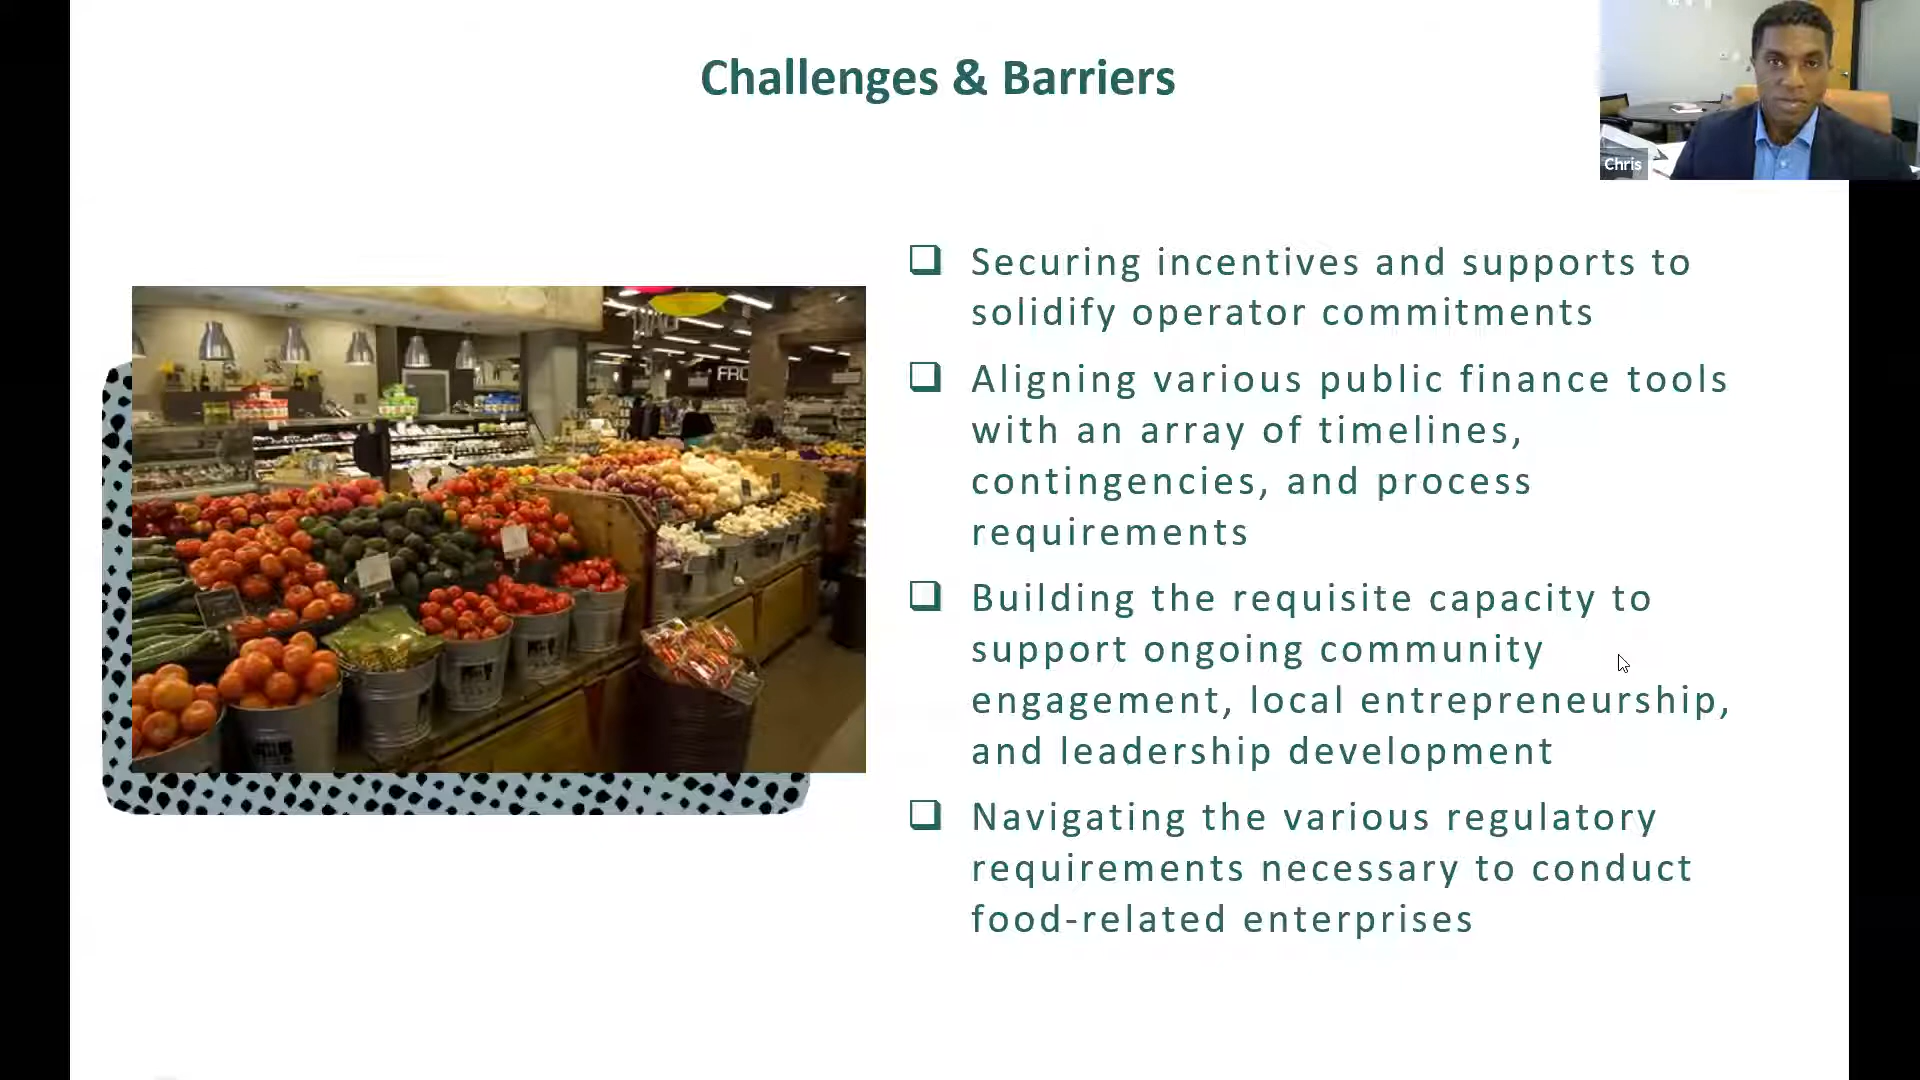 Challenges & Barriers
Chris
Securing incentives and supports to
solidify operator commitments
Aligning various public finance tools
with an array of timelines,
contingencies, and process
requirements
Building the requisite capacity to
support ongoing community
engagement, local entrepreneurship,
and leadership development
Navigating the various regulatory
requirements necessary to conduct
food-related enterprises